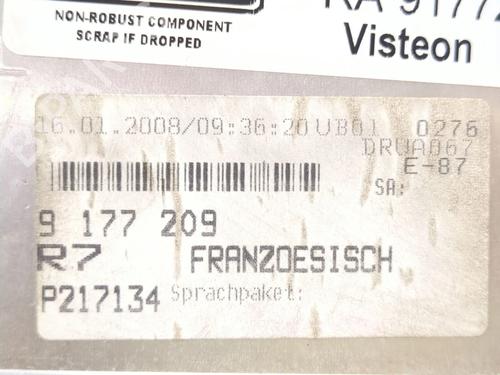 NON-ROBUST COMPONENT
SCRAP IF DROPPED
Visteon
16.01.2008/09:36:20 VB01 0276
DRUA067
E-87
SA:
9 177 209
R7 FRANZOESISCH
P217134 Sprachpaket: